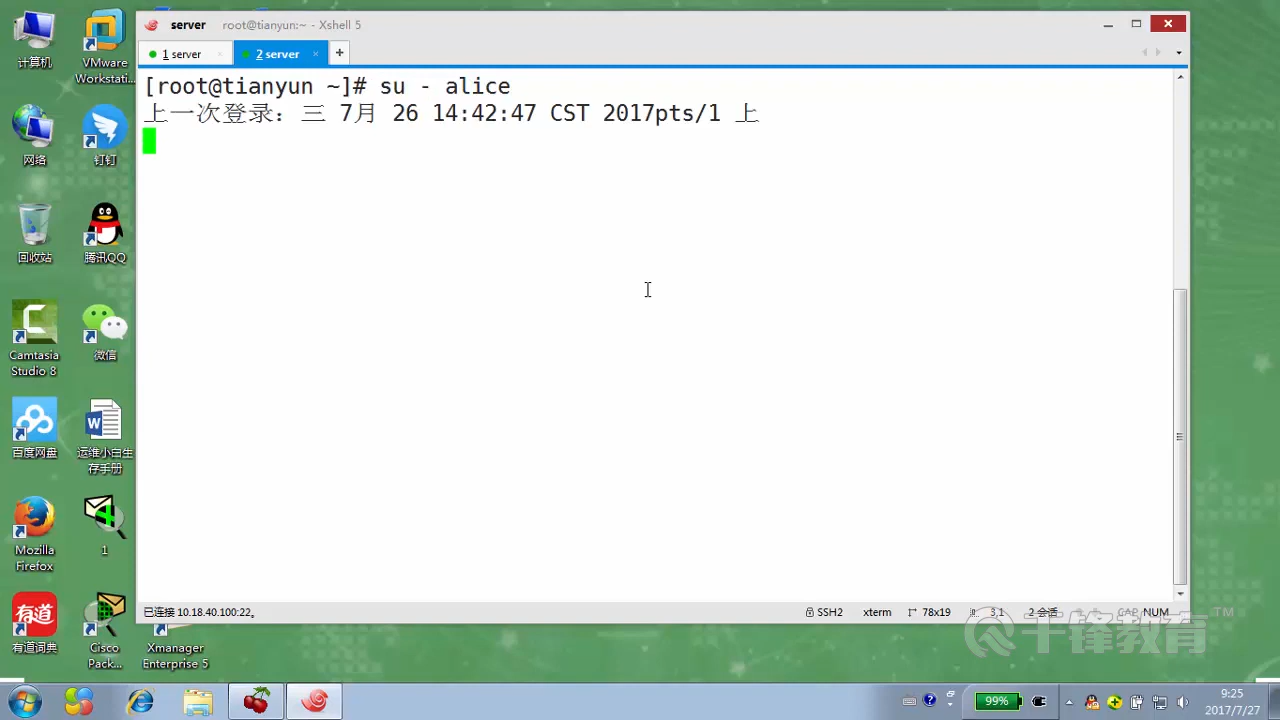 server root@tianyun:~ - Xshell 5
1 server
2 server
[root@tianyun ~]# su - alice
上一次登录：三 7月 26 14:42:47 CST 2017pts/1 上
计算机
VMware
Workstati...
网络
钉钉
回收站
腾讯QQ
Camtasia
Studio 8
微信
百度网盘
运维小曰生
存手册
Mozilla
Firefox
1
有道
有道词典
Cisco
Pack...
Xmanager
Enterprise 5
已连接 10.18.40.100:22。
SSH2
xterm
78x19
3,1
2 会话
CAP NUM
千锋教育 TM
99%
9:25
2017/7/27